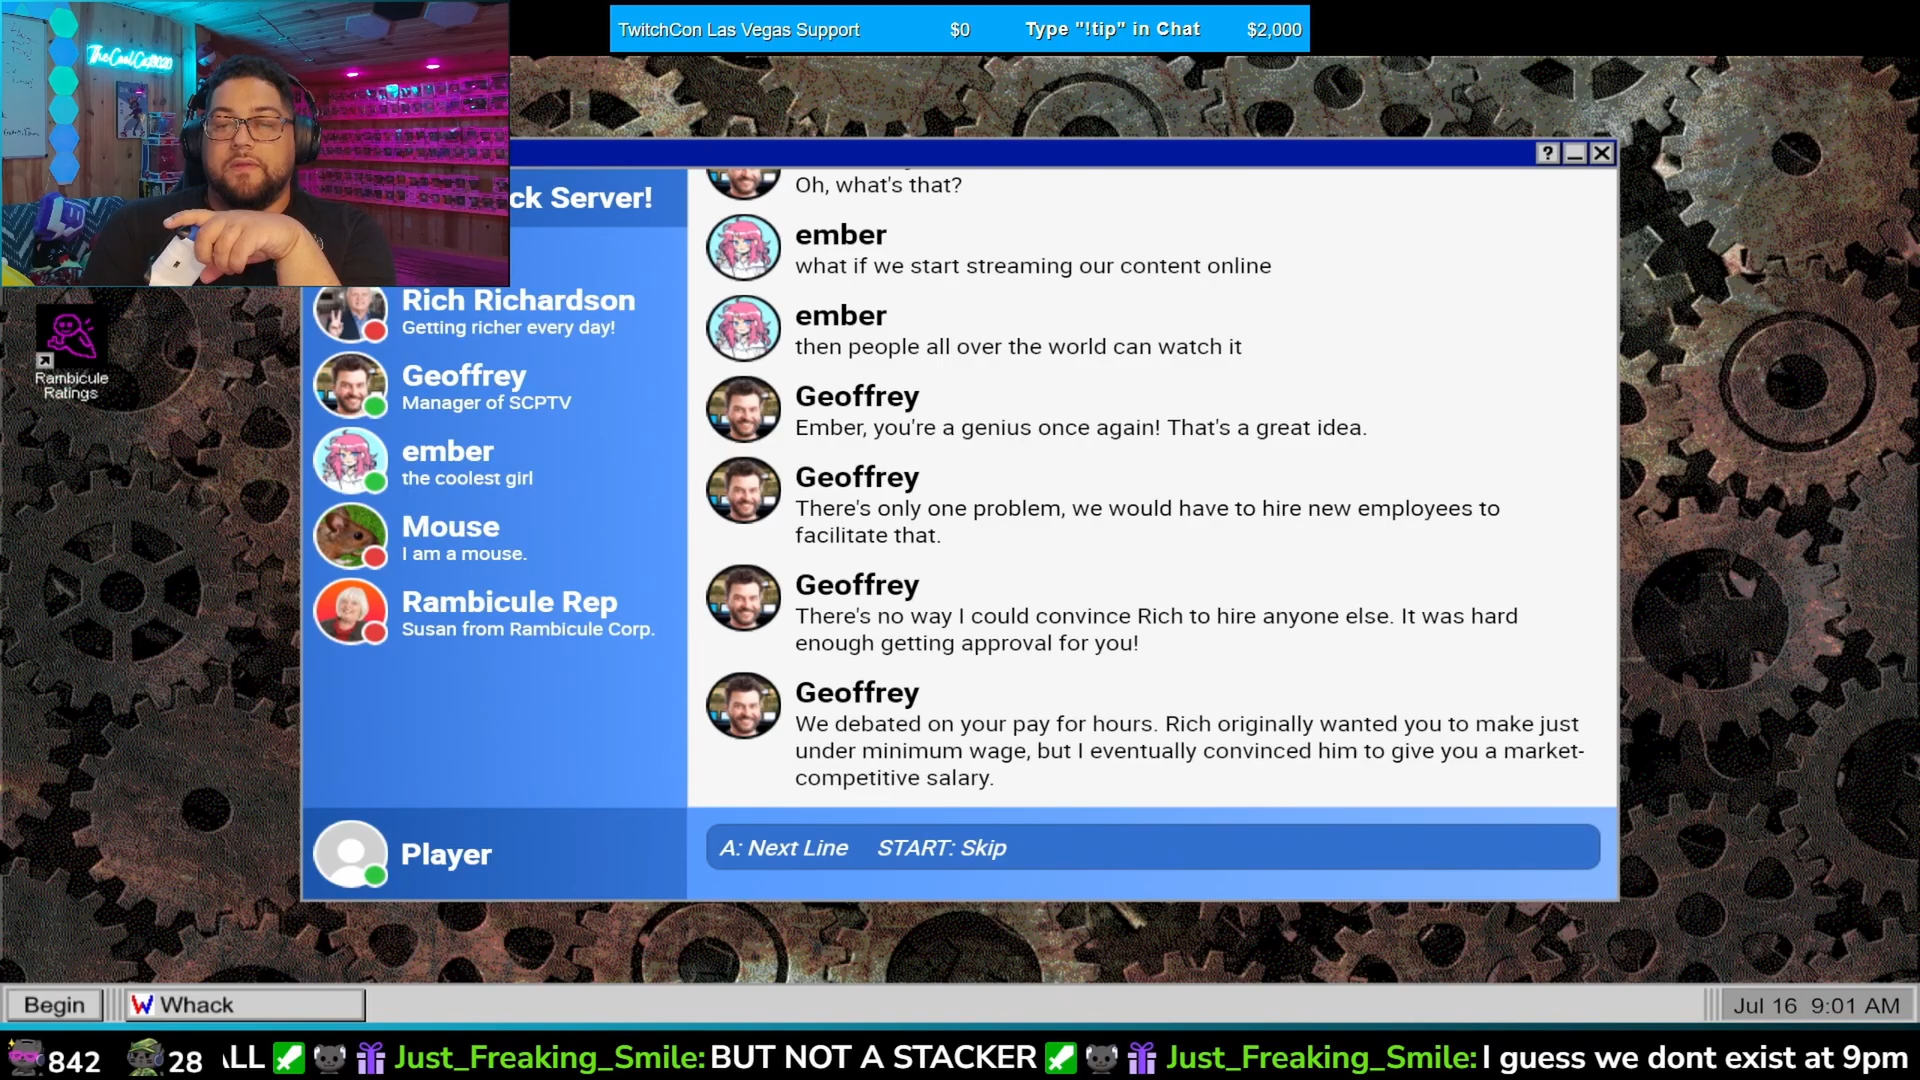 TwitchCon Las Vegas Support $0 Type "!tip" in Chat $2,000
TheCoolCat2020
ck Server!
Oh, what's that?
ember
what if we start streaming our content online
ember
then people all over the world can watch it
Rich Richardson
Getting richer every day!
Geoffrey
Manager of SCPTV
ember
the coolest girl
Mouse
I am a mouse.
Rambicule Rep
Susan from Rambicule Corp.
Rambicule
Ratings
Geoffrey
Ember, you're a genius once again! That's a great idea.
Geoffrey
There's only one problem, we would have to hire new employees to
facilitate that.
Geoffrey
There's no way I could convince Rich to hire anyone else. It was hard
enough getting approval for you!
Geoffrey
We debated on your pay for hours. Rich originally wanted you to make just
under minimum wage, but I eventually convinced him to give you a market-
competitive salary.
Player
A: Next Line START: Skip
Begin
W Whack
Jul 16 9:01 AM
842 28 ALL Just_Freaking_Smile: BUT NOT A STACKER Just_Freaking_Smile: I guess we dont exist at 9pm